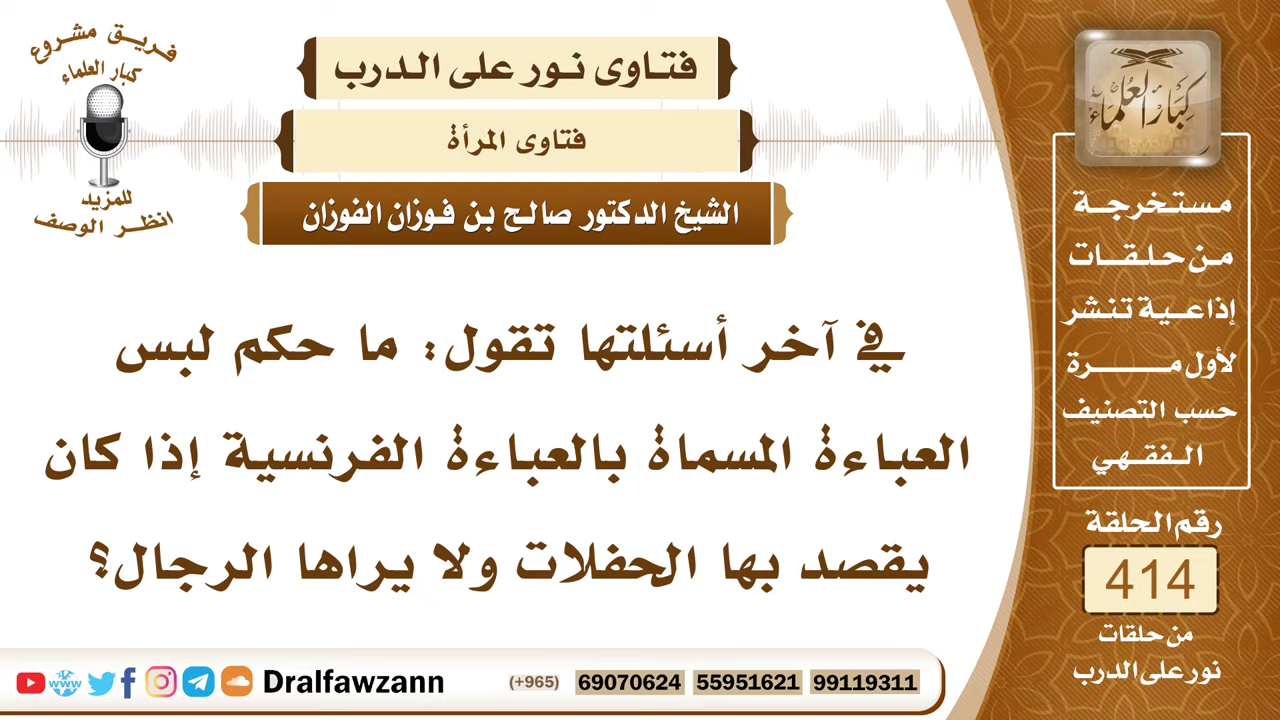 فريق مشروع
كبار العلماء
للمزيد
انظر الوصف
فتاوى نور على الدرب
فتاوى المرأة
الشيخ الدكتور صالح بن فوزان الفوزان
في آخر أسئلتها تقول: ما حكم لبس
العباءة المسماة بالعباءة الفرنسية إذا كان
يقصد بها الحفلات ولا يراها الرجال؟
كبار العلماء
مستخرجة
من حلقات
إذاعية تنشر
لأول مرة
حسب التصنيف
الفقهي
رقم الحلقة
414
من حلقات
نور على الدرب
www Dralfawzann (+965) 69070624 55951621 99119311